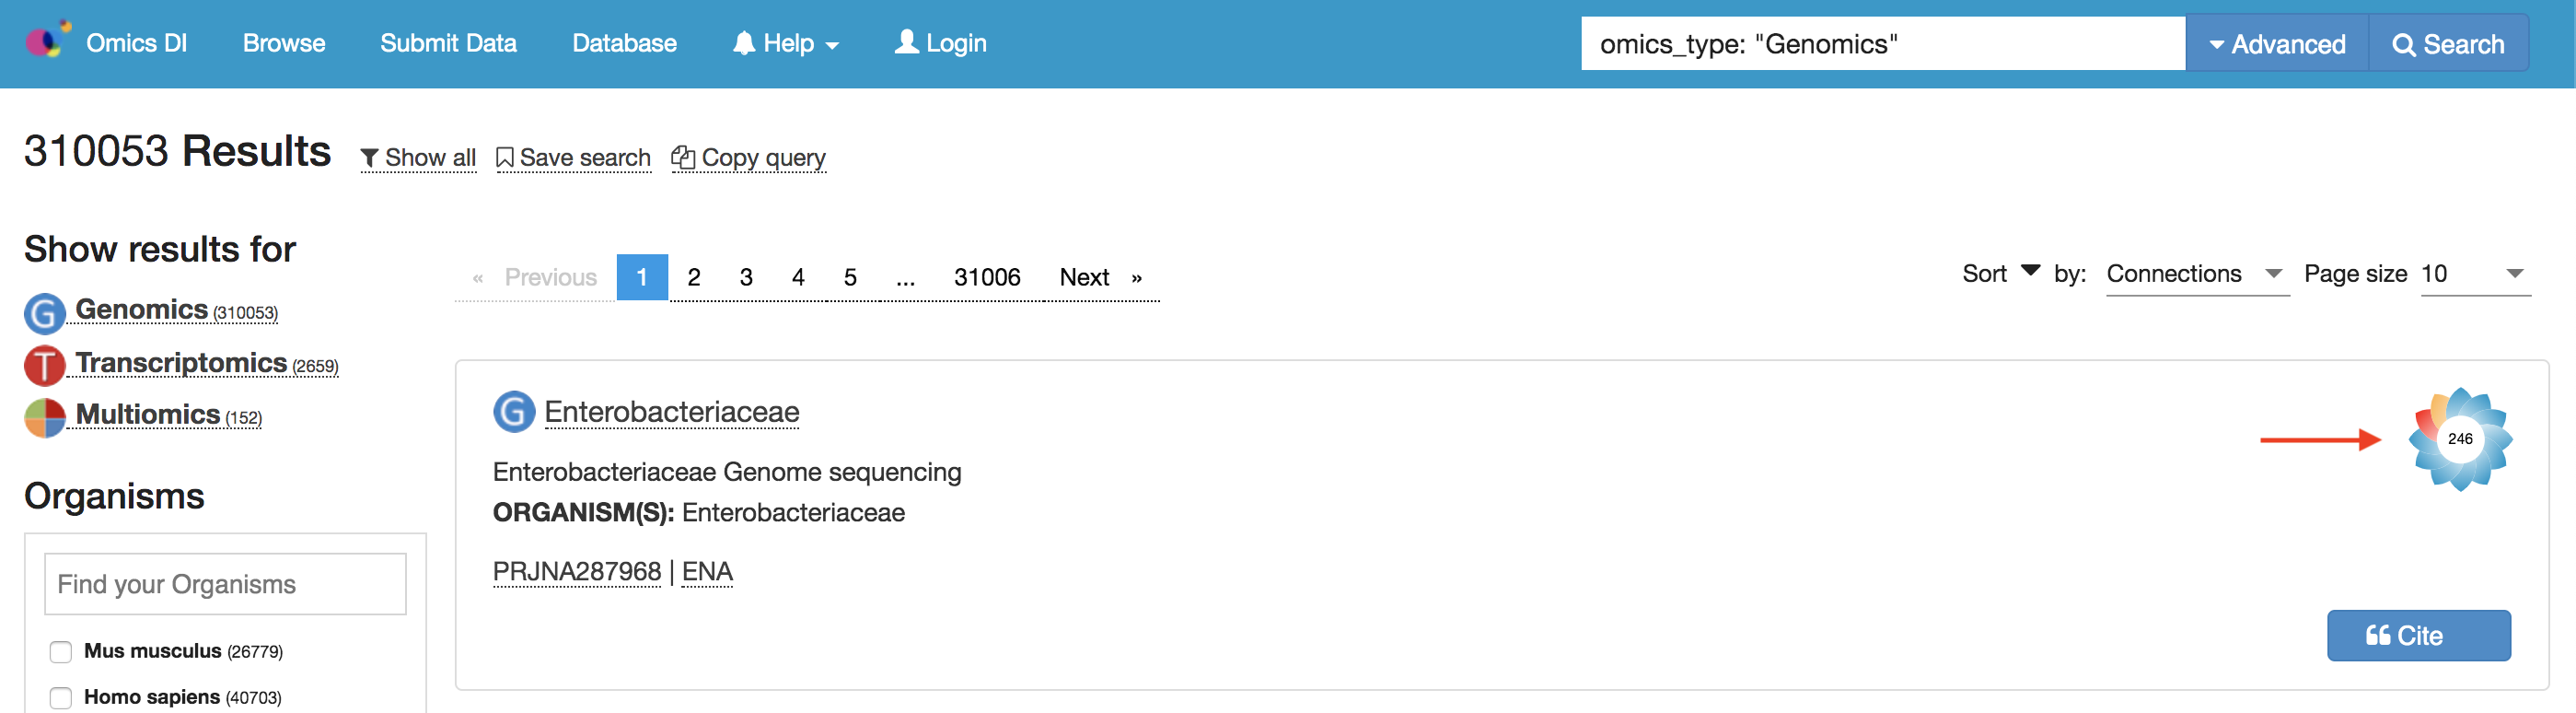 Omics DI Browse Submit Data Database Help Login omics_type: "Genomics" Advanced Search
310053 Results Show all Save search Copy query
Show results for
G Genomics (310053)
T Transcriptomics (2659)
Multiomics (152)
Organisms
Find your Organisms
Mus musculus (26779)
Homo sapiens (40703)
« Previous 1 2 3 4 5 ... 31006 Next »
Sort by: Connections Page size 10
G Enterobacteriaceae
246
Enterobacteriaceae Genome sequencing
ORGANISM(S): Enterobacteriaceae
PRJNA287968 | ENA
Cite